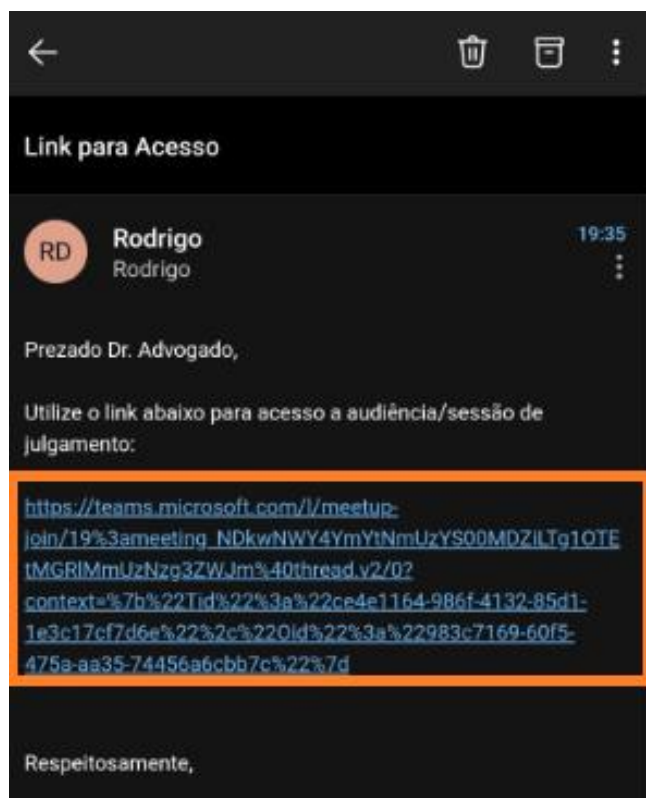 Link para Acesso
RD
Rodrigo
19:35
Rodrigo
Prezado Dr. Advogado,
Utilize o link abaixo para acesso a audiência/sessão de
julgamento:
https://teams.microsoft.com/l/meetup-
join/19%3ameeting_NDkwNWY4YmYtNmUzYS00MDZiLTg1OTE
tMGRlMmUzNzg3ZWJm%40thread.v2/0?
context=%7b%22Tid%22%3a%22ce4e1164-986f-4132-85d1-
1e3c17cf7d6e%22%2c%22Oid%22%3a%22983c7169-60f5-
475a-aa35-74456a6cbb7c%22%7d
Respeitosamente,